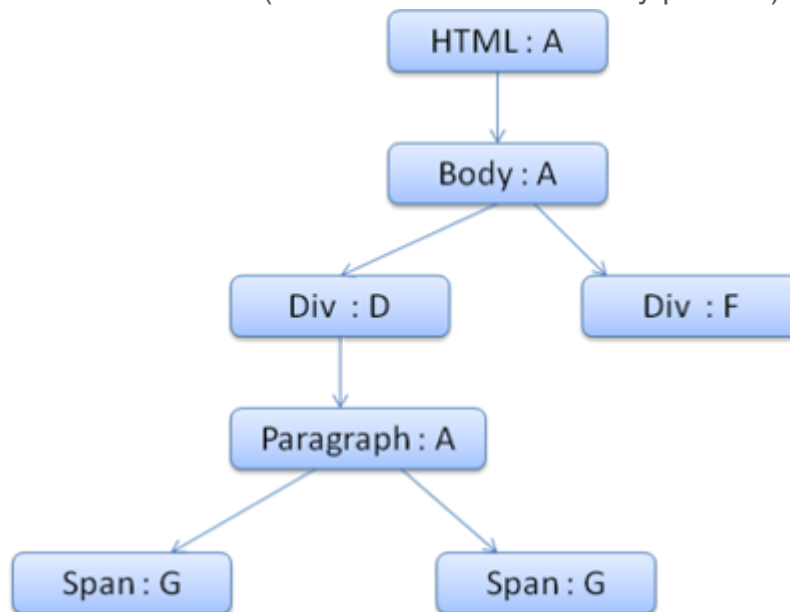 HTML : A
Body : A
Div : D
Div : F
Paragraph : A
Span : G
Span : G